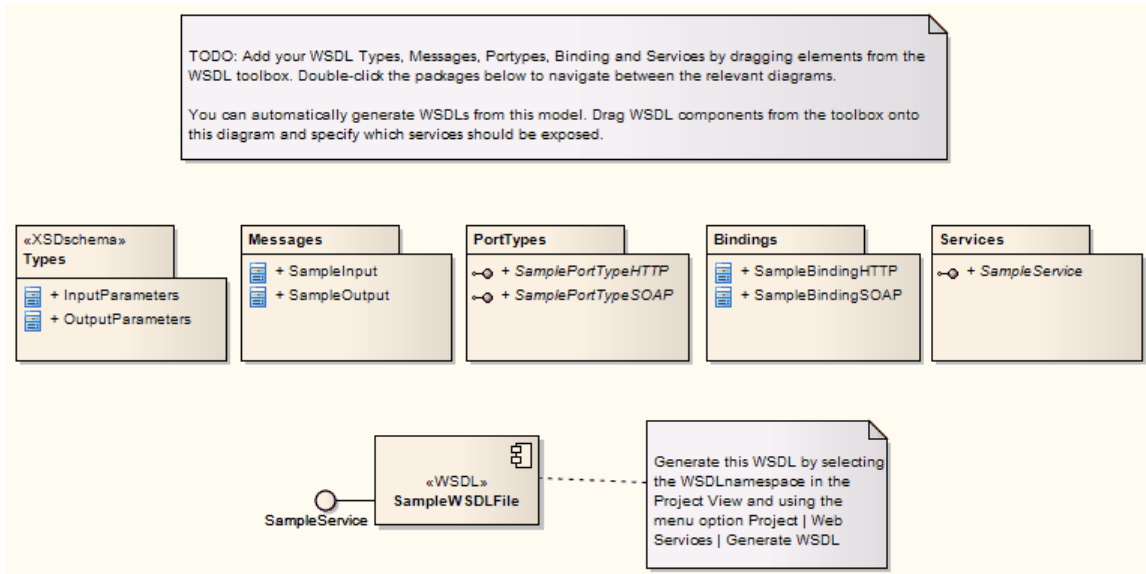 TODO: Add your WSDL Types, Messages, Portypes, Binding and Services by dragging elements from the
WSDL toolbox. Double-click the packages below to navigate between the relevant diagrams.
You can automatically generate WSDLs from this model. Drag WSDL components from the toolbox onto
this diagram and specify which services should be exposed.
«XSDschema»
Types
+ InputParameters
+ OutputParameters
Messages
+ SampleInput
+ SampleOutput
PortTypes
+ SamplePortTypeHTTP
+ SamplePortTypeSOAP
Bindings
+ SampleBindingHTTP
+ SampleBindingSOAP
Services
+ SampleService
«WSDL»
SampleWSDLFile
SampleService
Generate this WSDL by selecting
the WSDLnamespace in the
Project View and using the
menu option Project | Web
Services | Generate WSDL